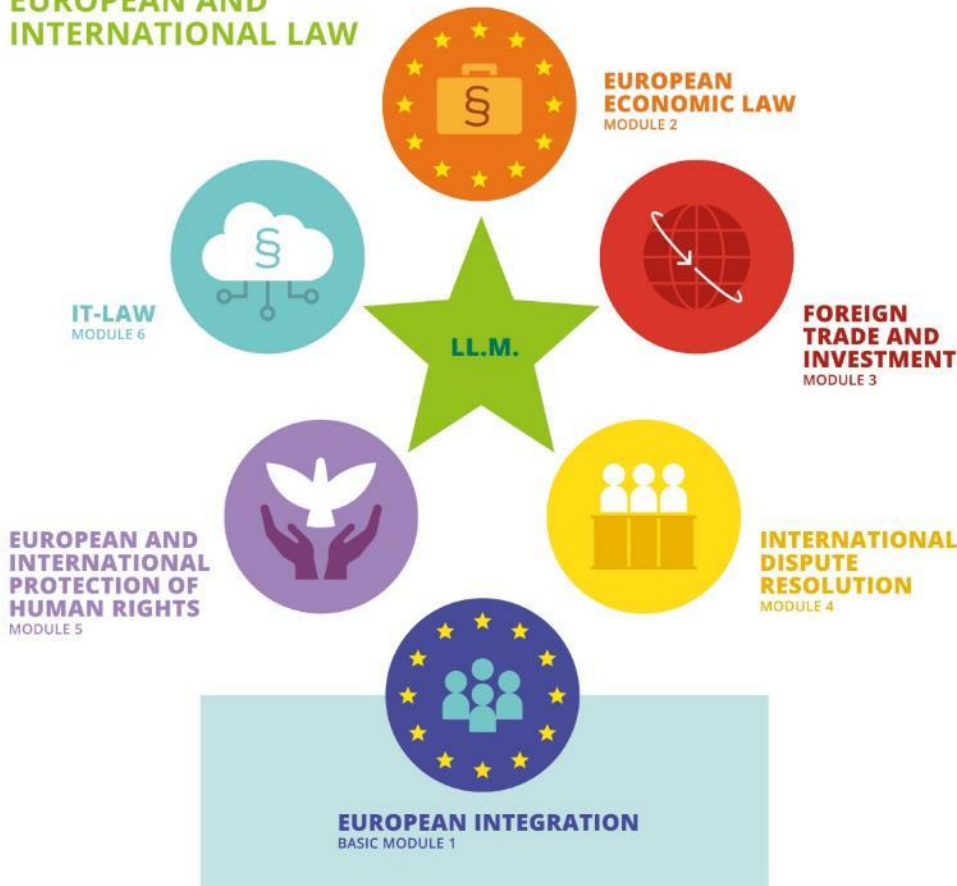 EUROPEAN AND
INTERNATIONAL LAW
EUROPEAN
ECONOMIC LAW
MODULE 2
§
§
IT-LAW
MODULE 6
LL.M.
FOREIGN
TRADE AND
INVESTMENT
MODULE 3
EUROPEAN AND
INTERNATIONAL
PROTECTION OF
HUMAN RIGHTS
MODULE 5
INTERNATIONAL
DISPUTE
RESOLUTION
MODULE 4
EUROPEAN INTEGRATION
BASIC MODULE 1